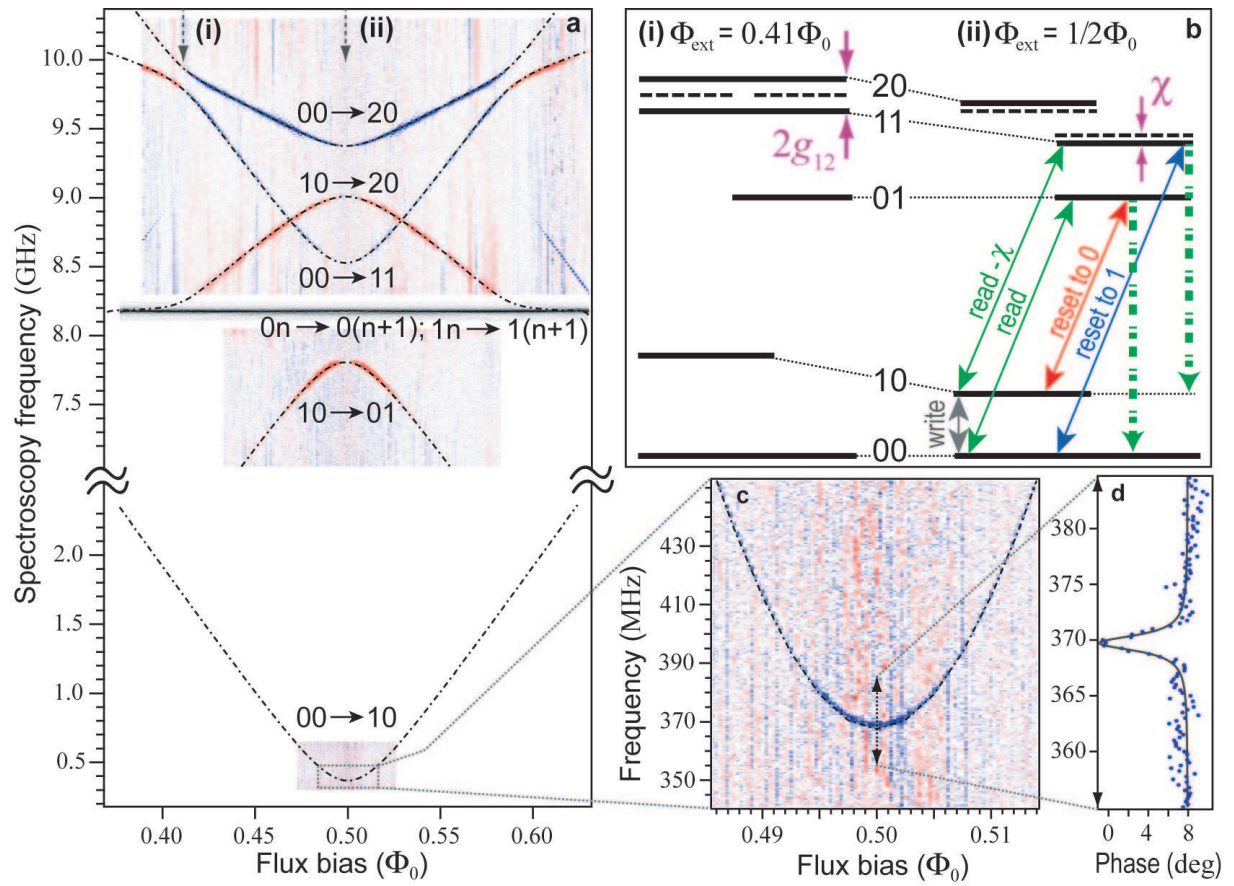 a
(i)
(ii)
10.0
9.5
9.0
8.5
8.0
7.5
2.0
1.5
1.0
0.5
Spectroscopy frequency (GHz)
00→20
10→20
00→11
0n→0(n+1); 1n→1(n+1)
10→01
00→10
0.40
0.45
0.50
0.55
0.60
Flux bias (Φ₀)
b
(i) Φext = 0.41Φ₀
(ii) Φext = 1/2Φ₀
20
11
2g₁₂
χ
01
10
00
read - χ
read
reset to 0
reset to 1
write
c
430
410
390
370
350
Frequency (MHz)
0.49
0.50
0.51
Flux bias (Φ₀)
d
380
375
370
365
360
0
4
8
Phase (deg)